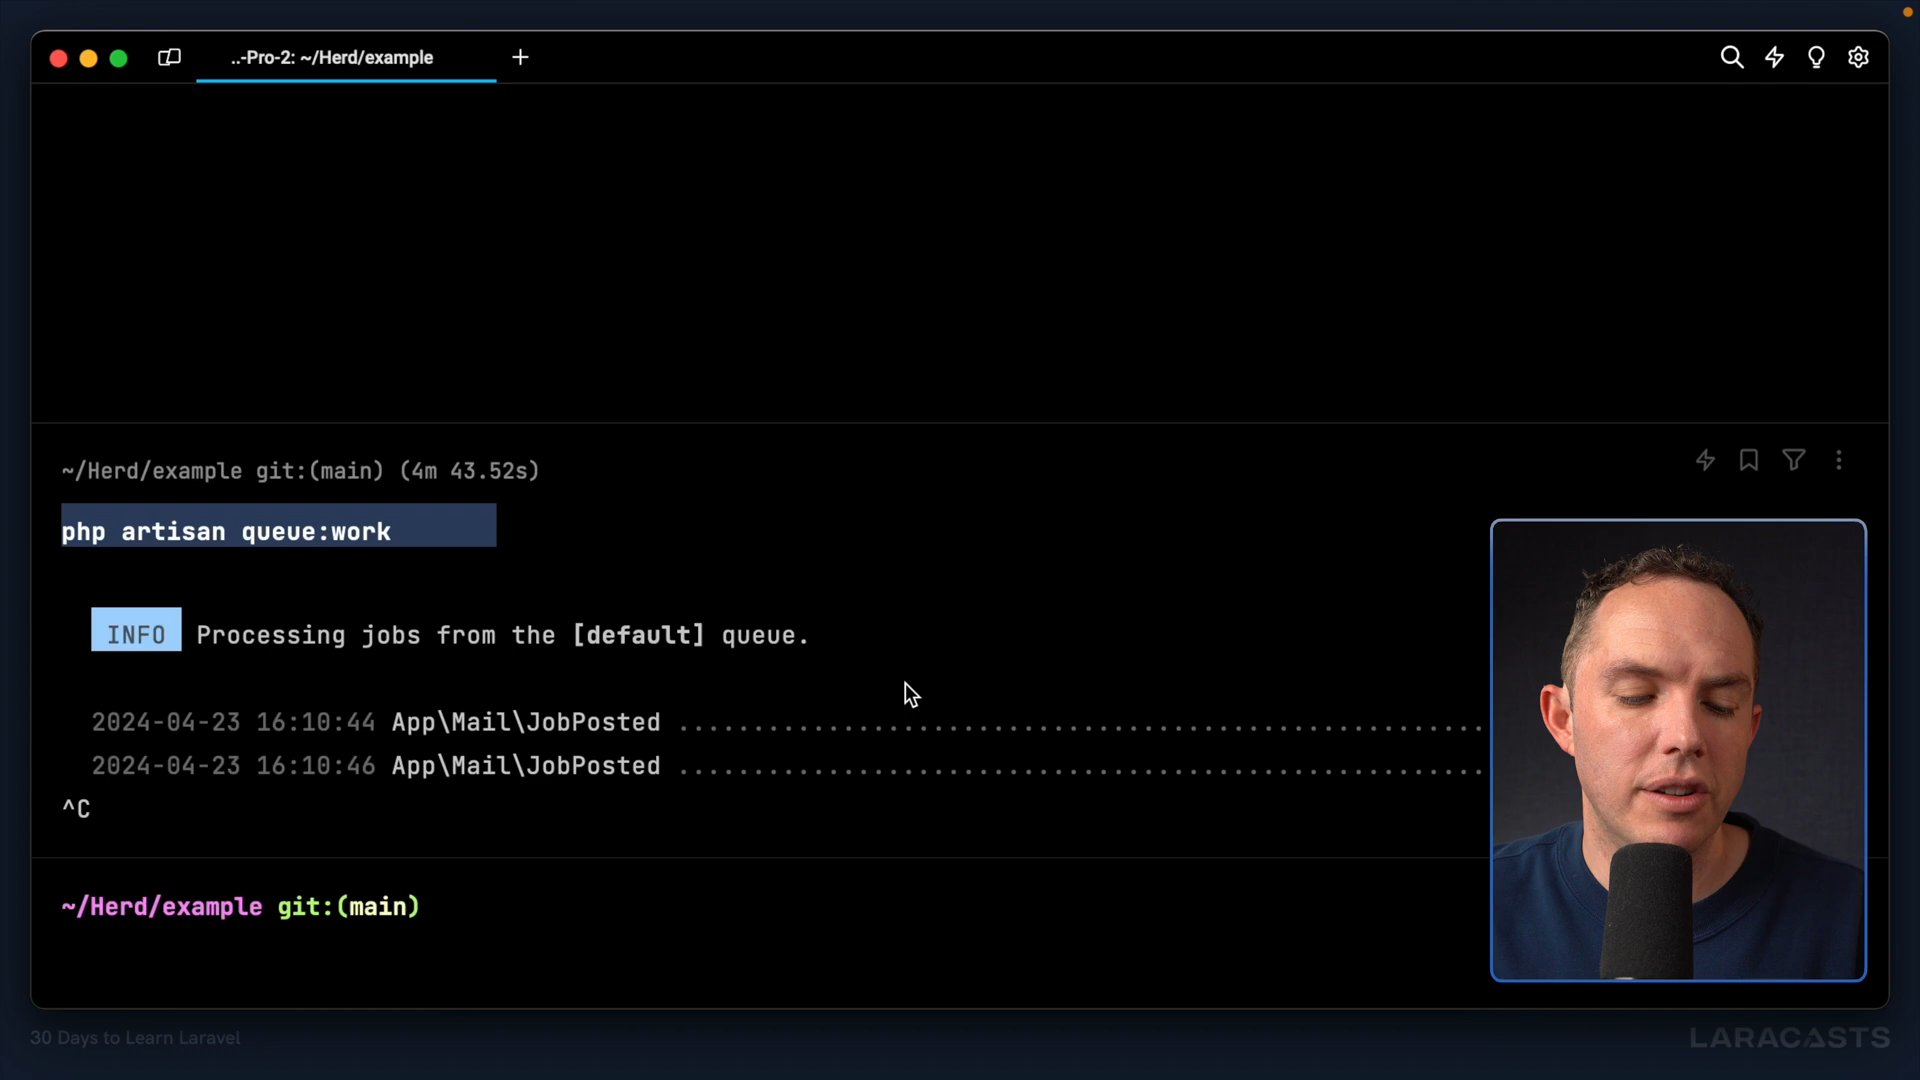 ..-Pro-2: ~/Herd/example
~/Herd/example git:(main) (4m 43.52s)
php artisan queue:work
INFO Processing jobs from the [default] queue.
2024-04-23 16:10:44 App\Mail\JobPosted ......................................................
2024-04-23 16:10:46 App\Mail\JobPosted ......................................................
^C
~/Herd/example git:(main)
30 Days to Learn Laravel
LARACASTS